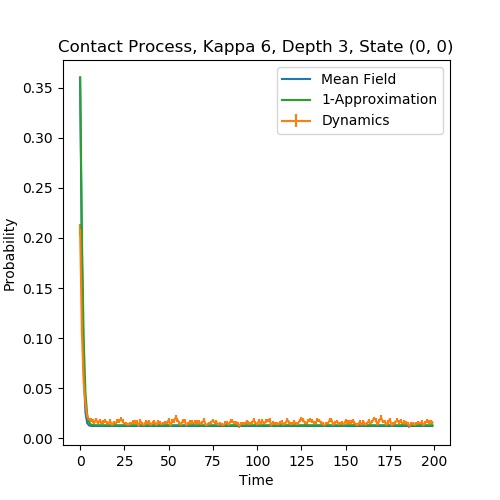 Contact Process, Kappa 6, Depth 3, State (0, 0)
Mean Field
1-Approximation
Dynamics
Probability
0.35
0.30
0.25
0.20
0.15
0.10
0.05
0.00
0 25 50 75 100 125 150 175 200
Time